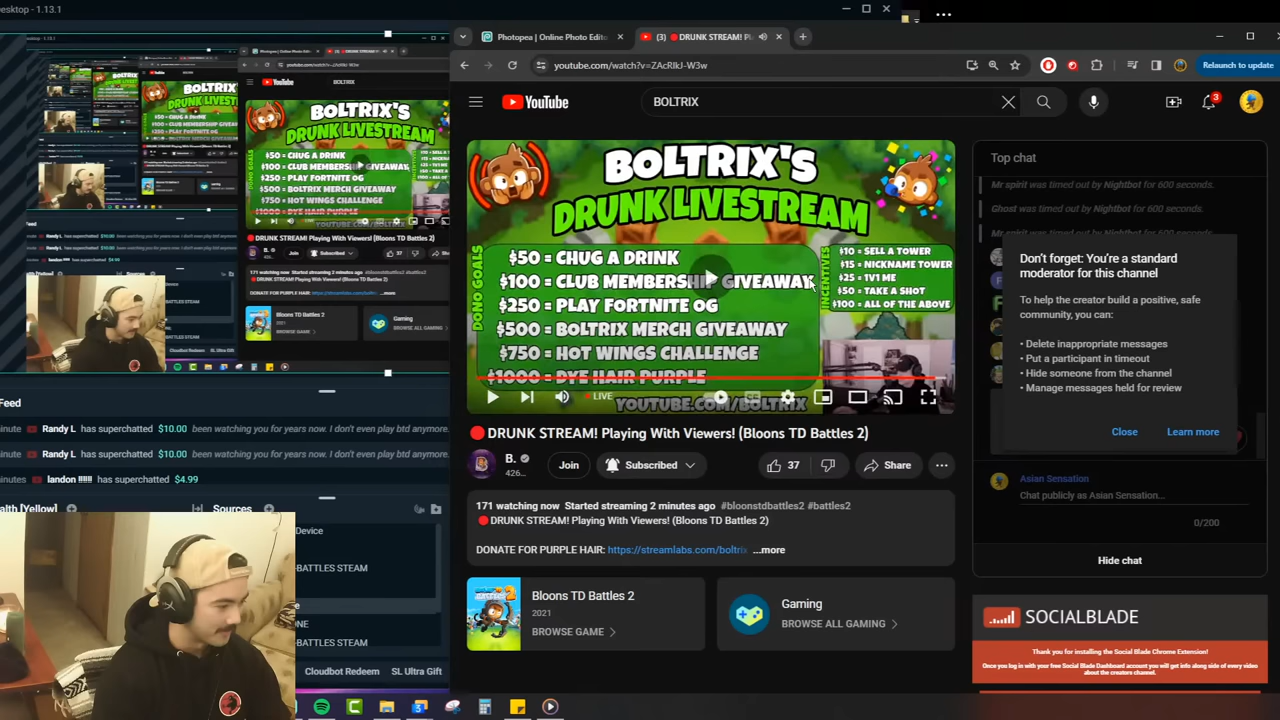 Desktop - 1.13.1
Photopea | Online Photo Edito
(3) 🔴DRUNK STREAM! Pl
youtube.com/watch?v=ZAcRlkJ-W3w
Relaunch to update
YouTube
BOLTRIX
3
BOLTRIX'S
DRUNK LIVESTREAM
DONO GOALS
$50 = CHUG A DRINK
$100 = CLUB MEMBERSHIP GIVEAWAY
$250 = PLAY FORTNITE OG
$500 = BOLTRIX MERCH GIVEAWAY
$750 = HOT WINGS CHALLENGE
$1000 = DYE HAIR PURPLE
INCENTIVES
$10 = SELL A TOWER
$15 = NICKNAME TOWER
$25 = 1V1 ME
$50 = TAKE A SHOT
$100 = ALL OF THE ABOVE
YOUTUBE.COM/BOLTRIX
LIVE
🔴DRUNK STREAM! Playing With Viewers! (Bloons TD Battles 2)
B.
426...
Join
Subscribed
37
Share
171 watching now Started streaming 2 minutes ago #bloonstdbattles2 #battles2
🔴DRUNK STREAM! Playing With Viewers! (Bloons TD Battles 2)
DONATE FOR PURPLE HAIR: https://streamlabs.com/boltrix ...more
Bloons TD Battles 2
2021
BROWSE GAME
Gaming
BROWSE ALL GAMING
Top chat
Mr spirit was timed out by Nightbot for 600 seconds.
Ghost was timed out by Nightbot for 600 seconds.
Don't forget: You're a standard
moderator for this channel
To help the creator build a positive, safe
community, you can:
• Delete inappropriate messages
• Put a participant in timeout
• Hide someone from the channel
• Manage messages held for review
Close
Learn more
Asian Sensation
Chat publicly as Asian Sensation...
0/200
Hide chat
SOCIALBLADE
Thank you for installing the Social Blade Chrome Extension!
Once you log in with your free Social Blade Dashboard account you will get info along side of every video
about the creators channel.
Feed
minute Randy L has superchatted $10.00 been watching you for years now. I don't even play btd anymore.
minute Randy L has superchatted $10.00 been watching you for years now. I don't even play btd anymore.
minutes landon !!!!!! has superchatted $4.99
alth [Yellow]
Sources
Device
-BATTLES STEAM
ONE
-BATTLES STEAM
Cloudbot Redeem
SL Ultra Gift